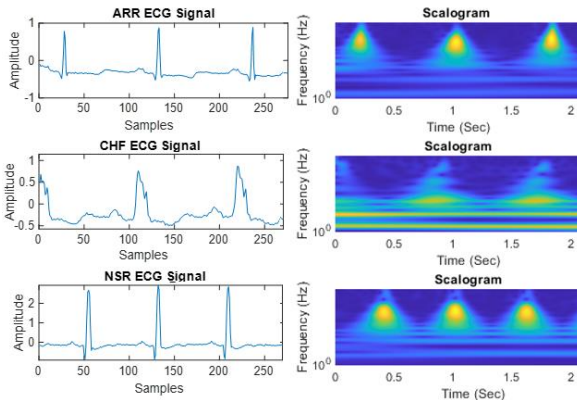 ARR ECG Signal
Amplitude
1
0
-1
0 50 100 150 200 250
Samples
Scalogram
Frequency (Hz)
10⁰
0 0.5 1 1.5 2
Time (Sec)
CHF ECG Signal
Amplitude
1
0.5
0
-0.5
0 50 100 150 200 250
Samples
Scalogram
Frequency (Hz)
10⁰
0 0.5 1 1.5 2
Time (Sec)
NSR ECG Signal
Amplitude
2
1
0
0 50 100 150 200 250
Samples
Scalogram
Frequency (Hz)
10⁰
0 0.5 1 1.5 2
Time (Sec)